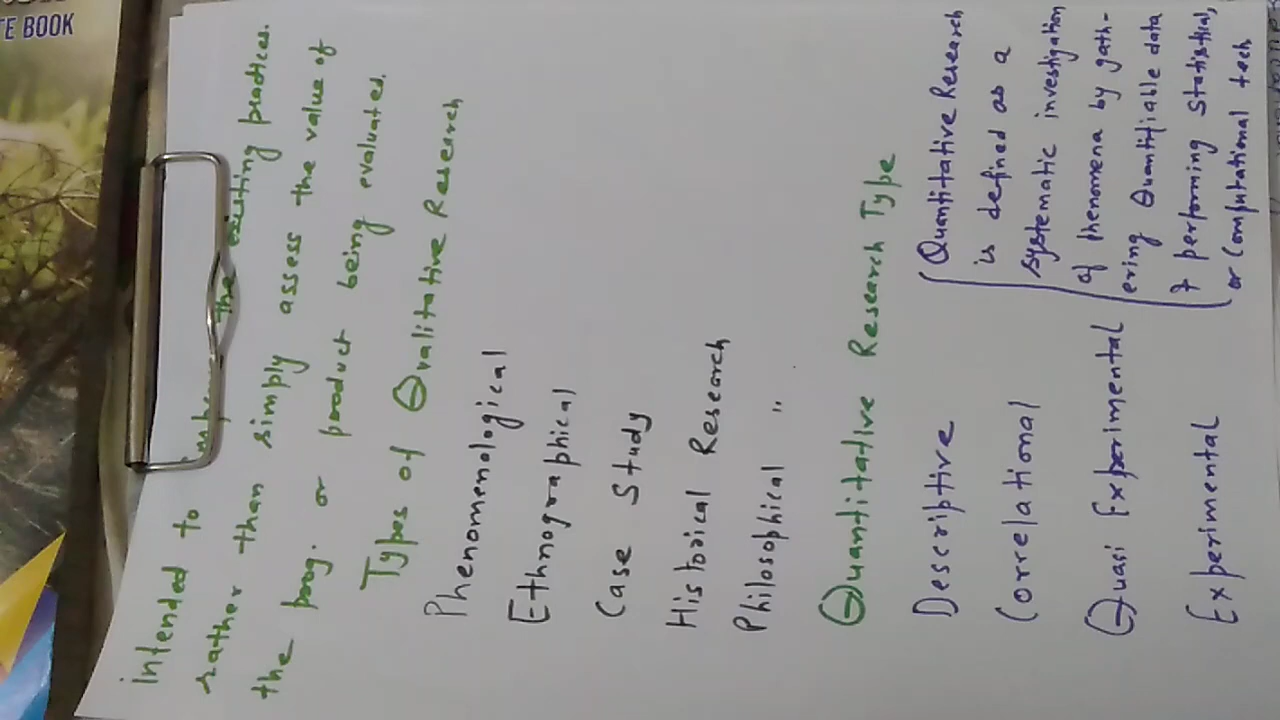 TE BOOK
intended to the existing practices.
rather than simply assess the value of
the prog. or product being evaluated.
Types of Qualitative Research
Phenomenological
Ethnographical
Case Study
Historical Research
Philosophical "
Quantitative Research Type
Descriptive
Correlational
Quasi Experimental
Experimental
Quantitative Research
is defined as a
systematic investigation
of phenomena by gath-
ering Quantifiable data
& performing statistical,
or computational tech